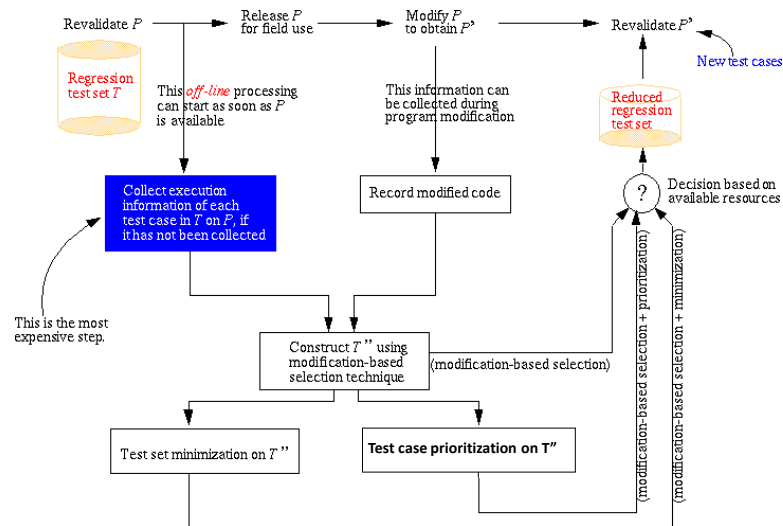 Revalidate P
Release P
for field use
Modify P
to obtain P'
Revalidate P'
New test cases
Regression
test set T
This off-line processing
can start as soon as P
is available
This information can
be collected during
program modification
Reduced
regression
test set
Collect execution
information of each
test case in T on P, if
it has not been collected
Record modified code
?
Decision based on
available resources
This is the most
expensive step.
Construct T" using
modification-based
selection technique
(modification-based selection)
(modification-based selection + prioritization)
(modification-based selection + minimization)
Test set minimization on T"
Test case prioritization on T”